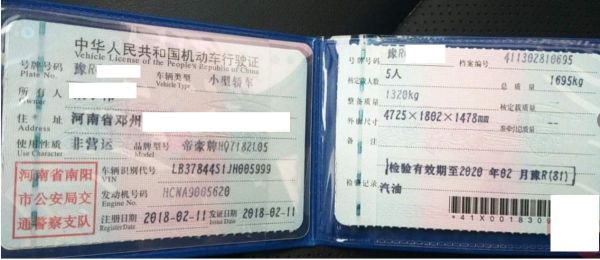 中华人民共和国机动车行驶证
Vehicle License of the People's Republic of China
号牌号码 豫R 车辆类型 小型轿车
Plate No. Vehicle Type
所有人
Owner
住址 河南省邓州
Address
使用性质 非营运 品牌型号 帝豪牌HQ7182L05
Use Character Model
河南省南阳
市公安局交
通警察支队
车辆识别代号 LB37844S1JH005999
VIN
发动机号码 HCNA9005620
Engine No.
注册日期 2018-02-11 发证日期 2018-02-11
Register Date Issue Date
号牌号码 豫R 档案编号 411302810695
核定载人数 5人 总质量 1695kg
整备质量 1320kg 核定载质量
外廓尺寸 4725×1802×1478mm 准牵引总质量
备注
检验记录 检验有效期至2020年02月豫R(81)
汽油
*41X0018309